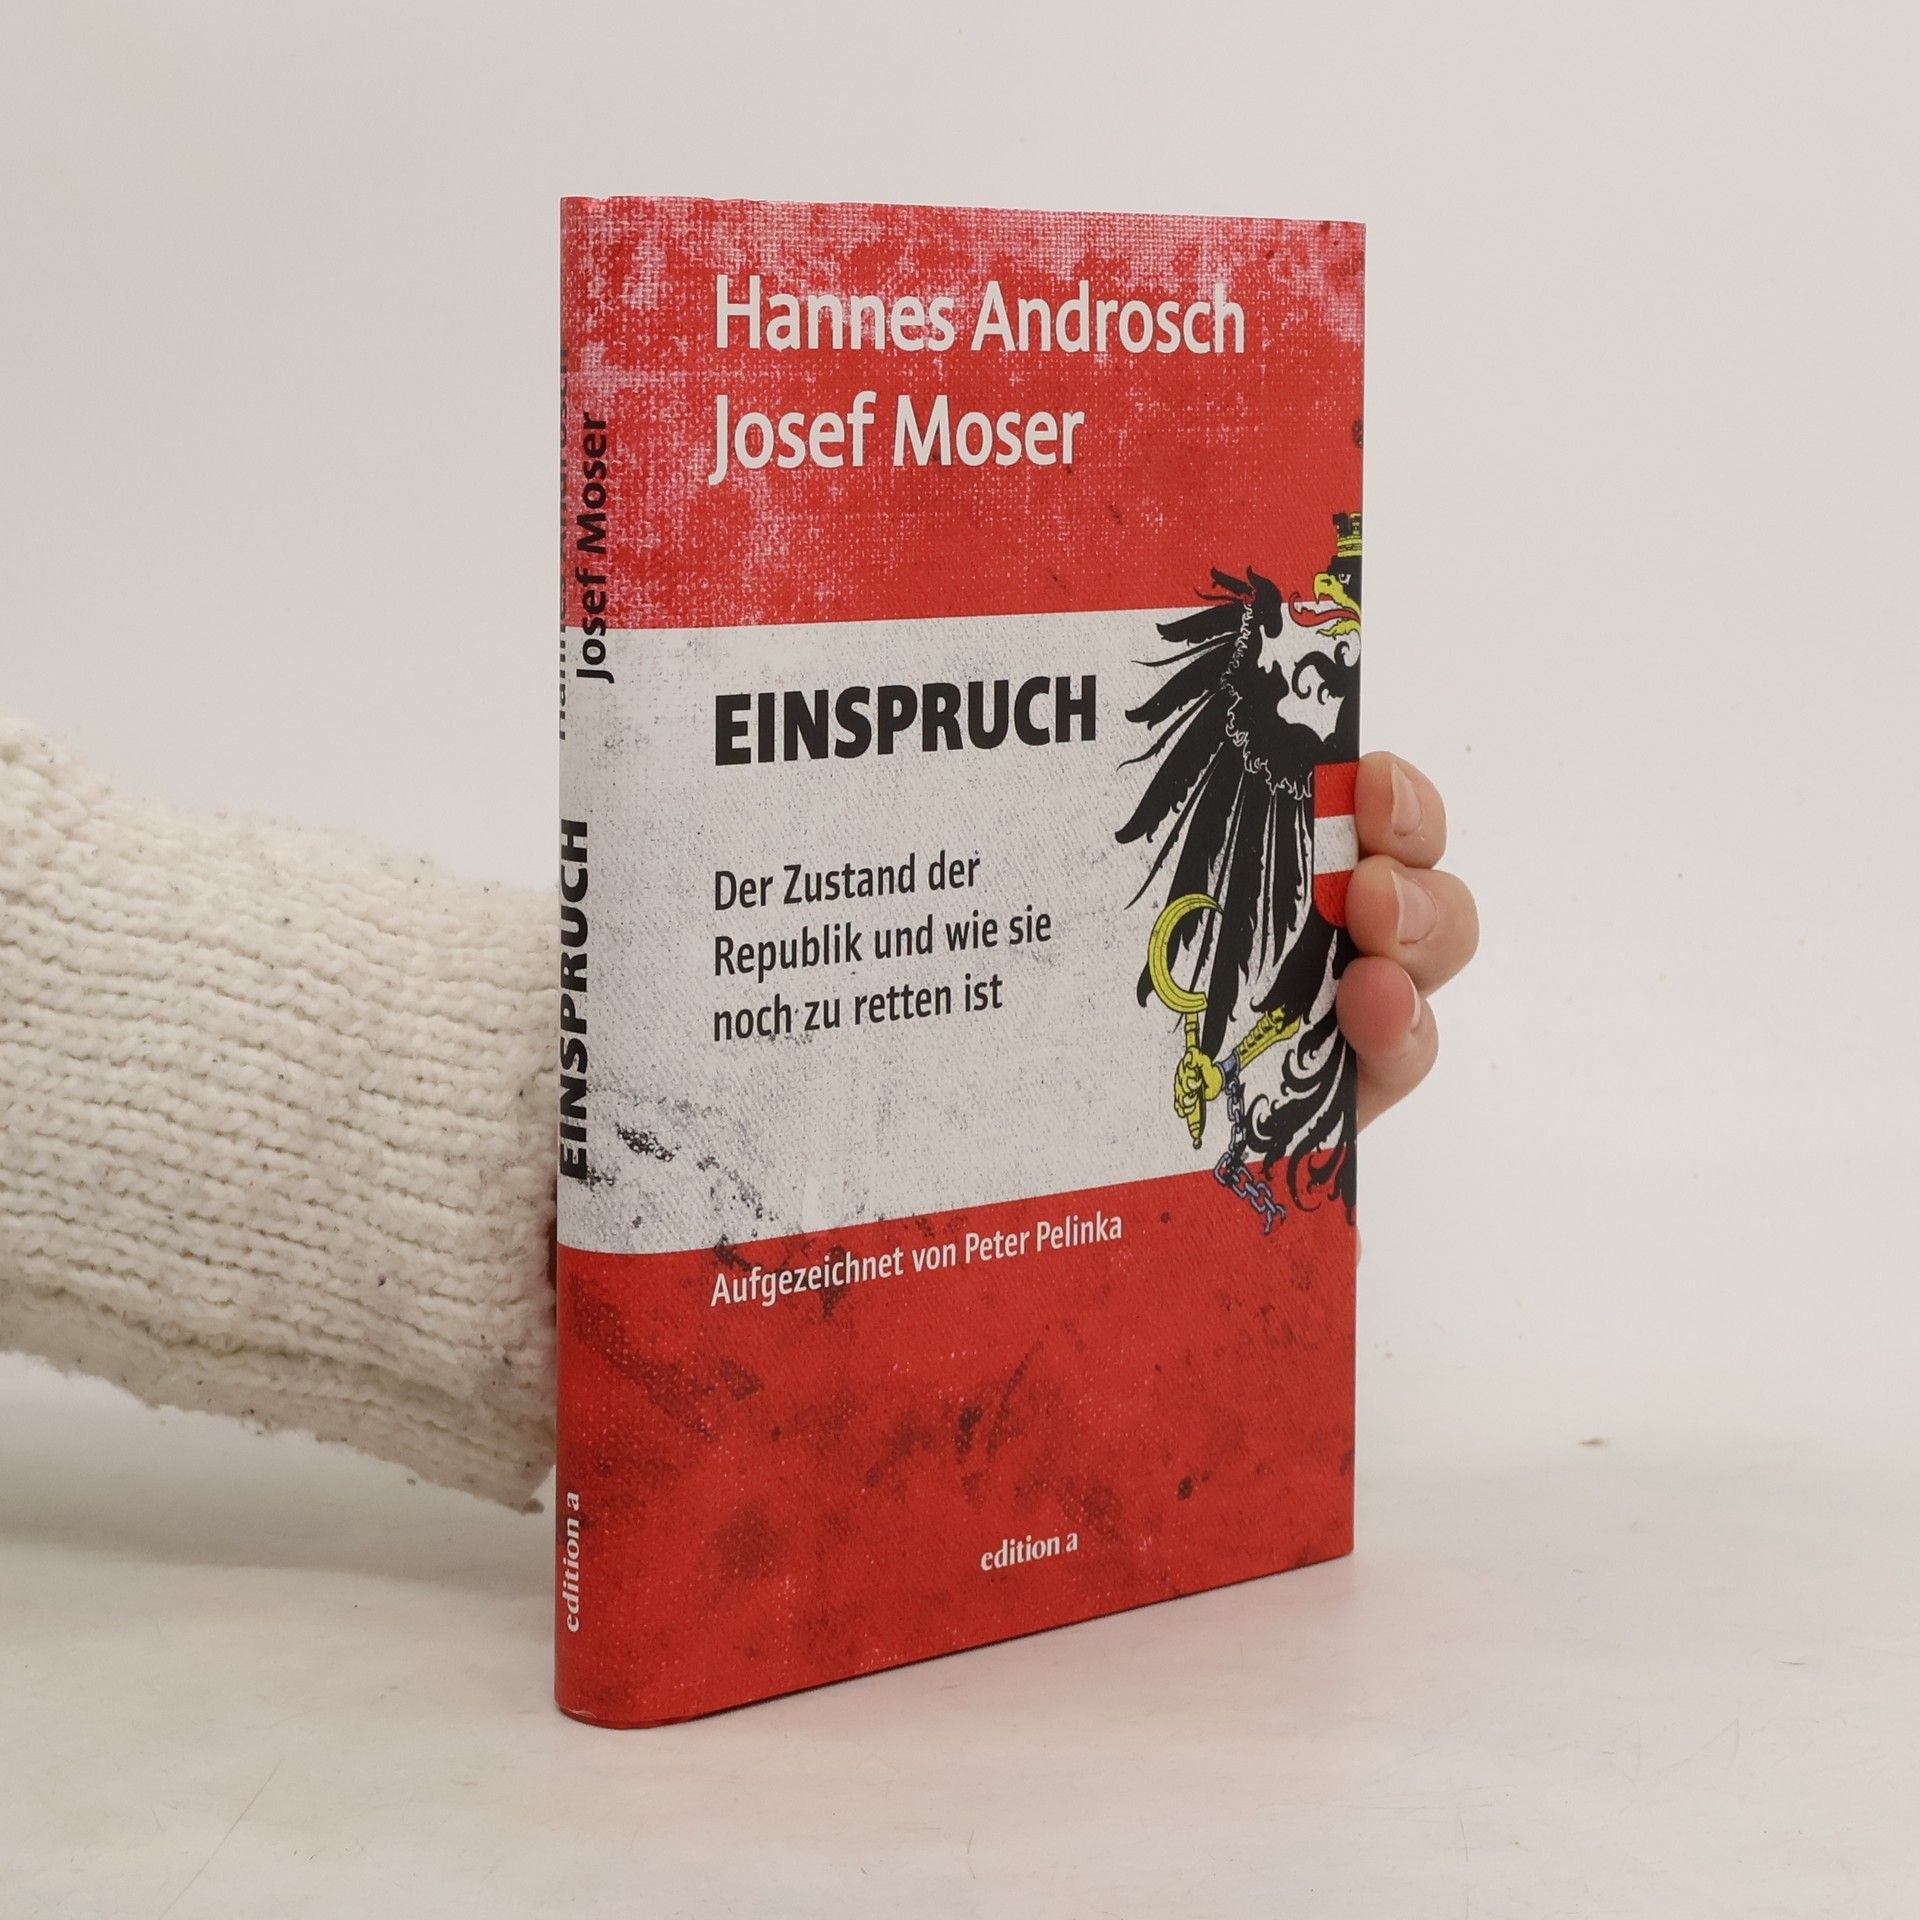 Hannes Androsch
Josef Moser
EINSPRUCH
Der Zustand der
Republik und wie sie
noch zu retten ist
Aufgezeichnet von Peter Pelinka
edition a
Josef Moser
EINSPRUCH
edition a